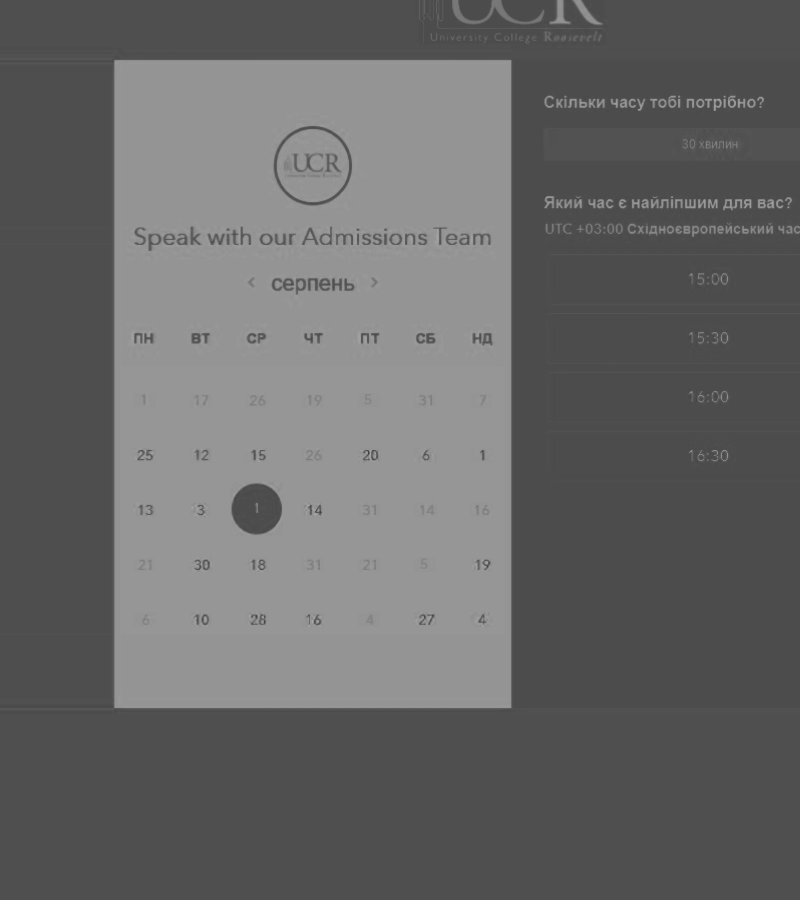 UCR
University College Roosevelt
UCR
Speak with our Admissions Team
< серпень >
ПН ВТ СР ЧТ ПТ СБ НД
1 17 26 19 5 31 7
25 12 15 26 20 6 1
13 3 1 14 31 14 16
21 30 18 31 21 5 19
6 10 28 16 4 27 4
Скільки часу тобі потрібно?
30 хвилин
Який час є найліпшим для вас?
UTC +03:00 Східноєвропейський час
15:00
15:30
16:00
16:30